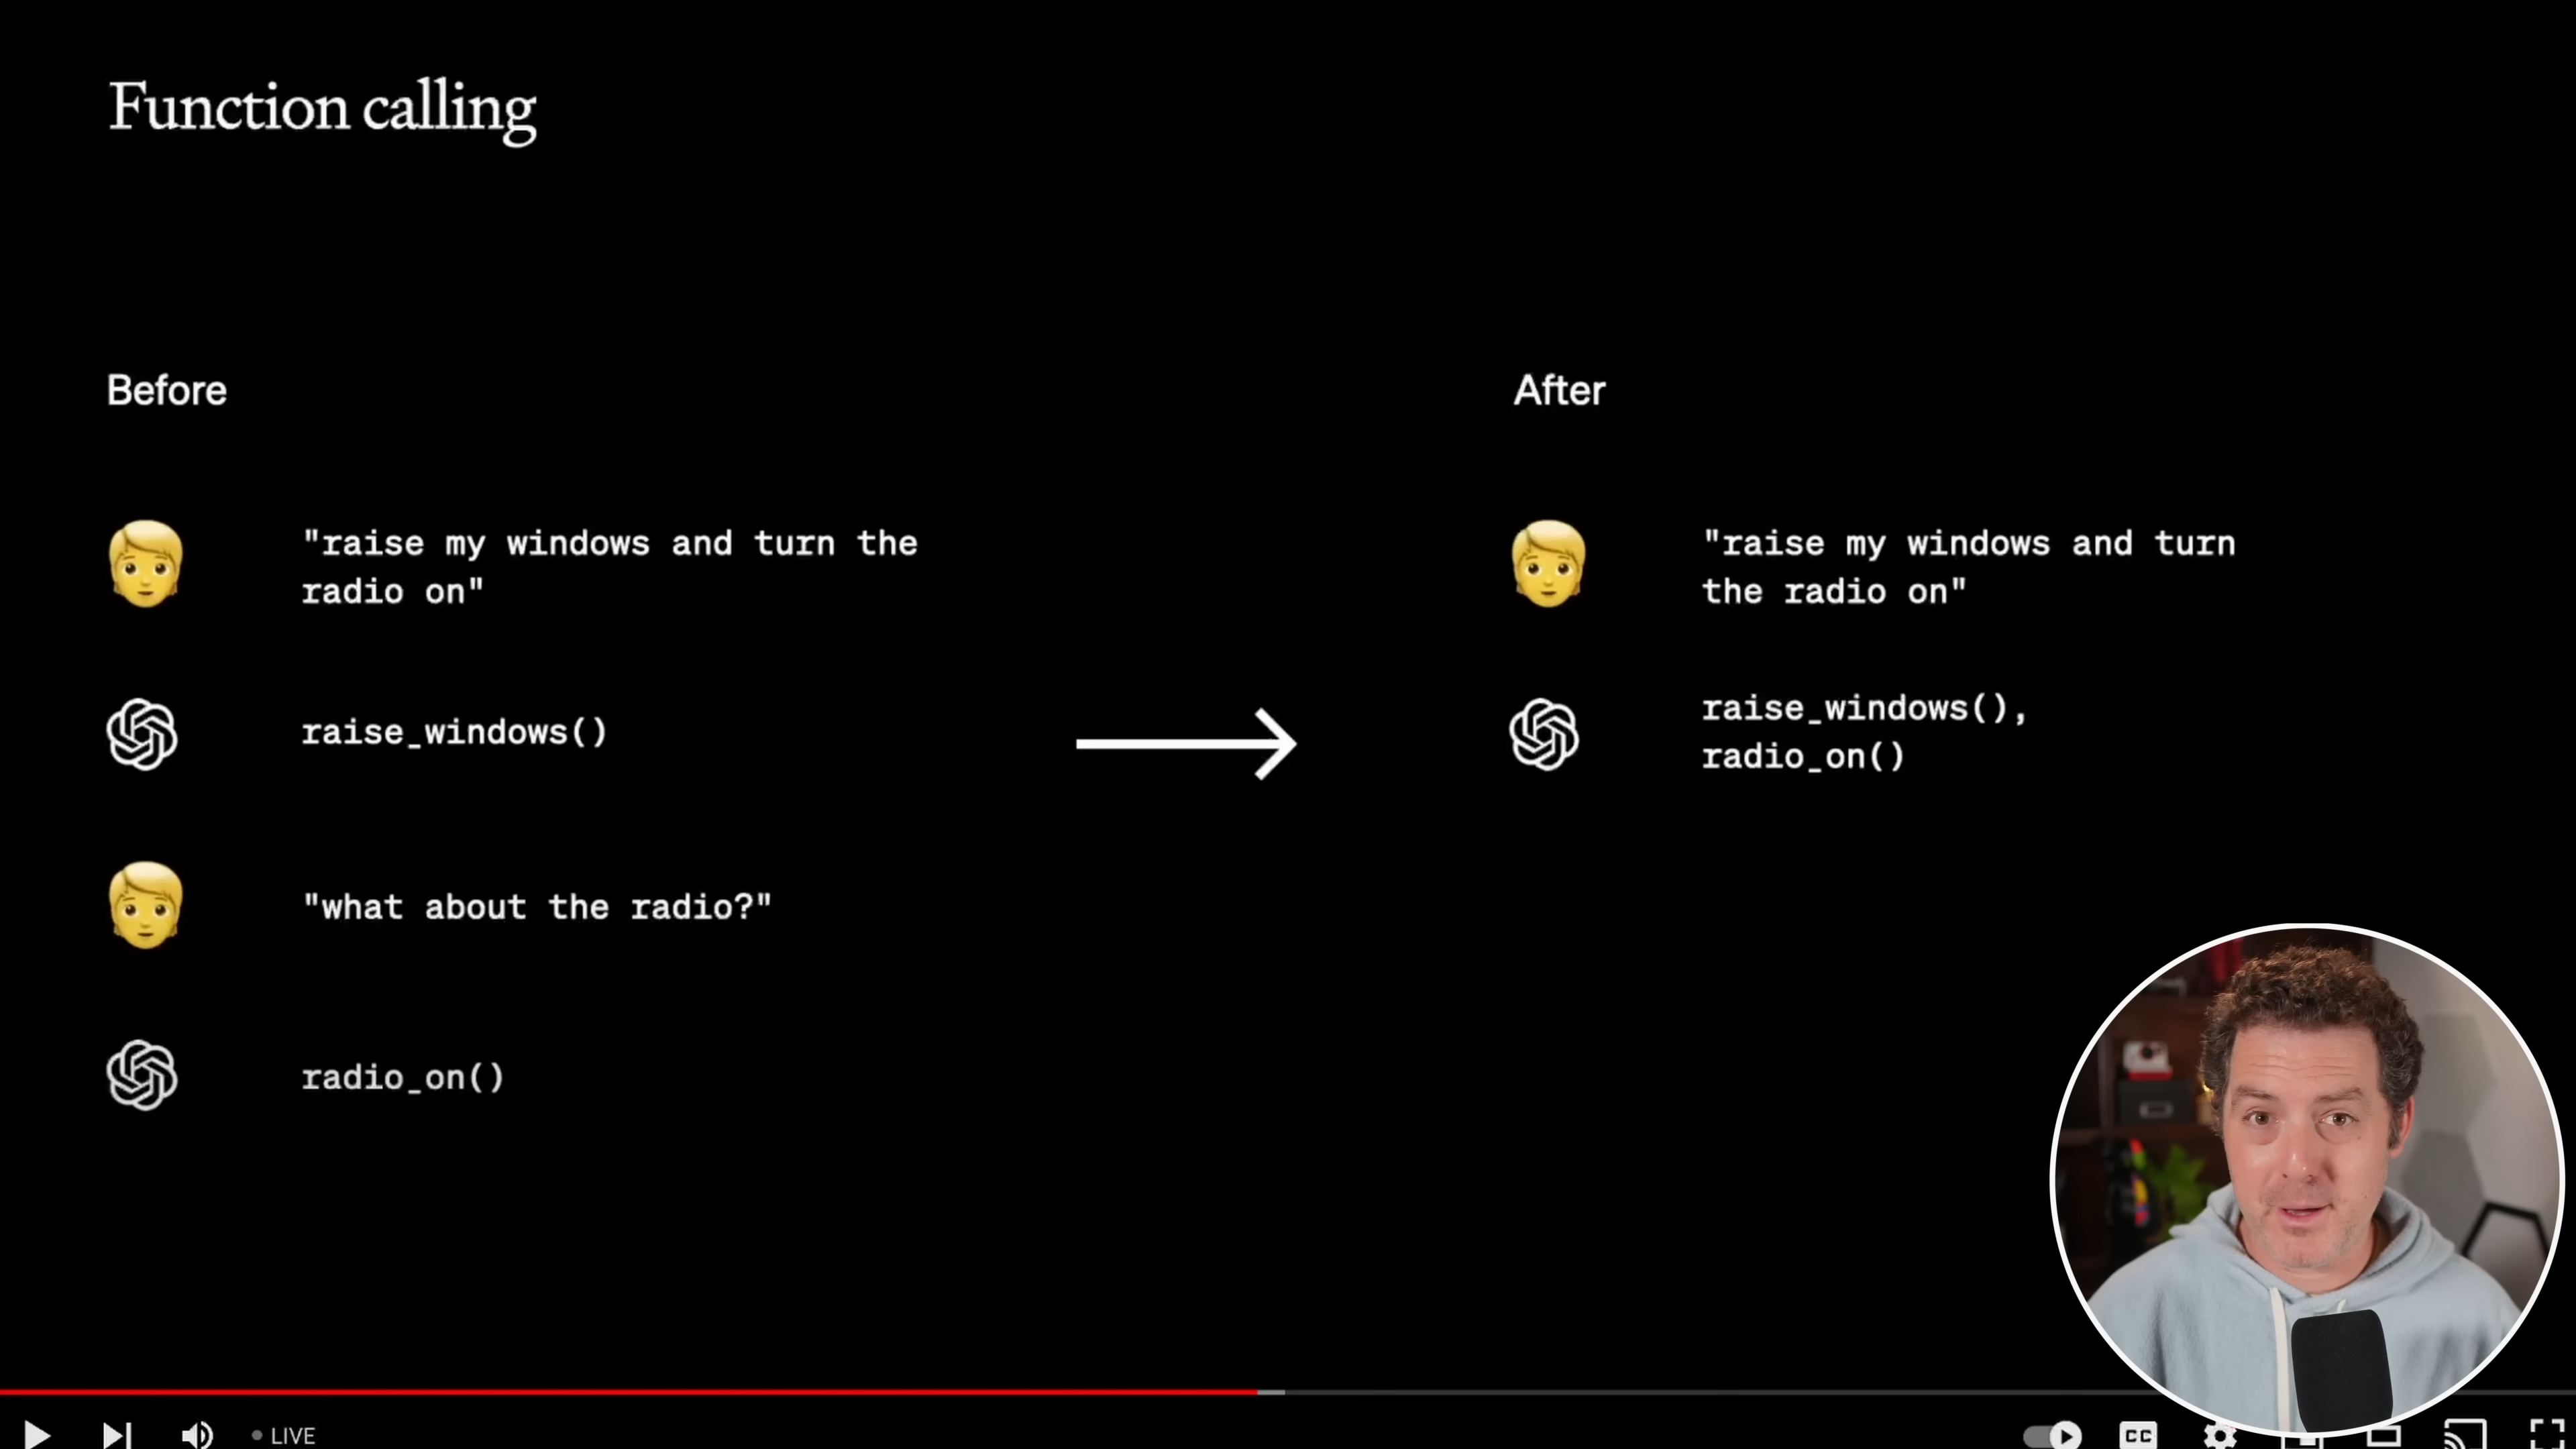 Function calling
Before
"raise my windows and turn the
radio on"
raise_windows()
"what about the radio?"
radio_on()
After
"raise my windows and turn
the radio on"
raise_windows(),
radio_on()
LIVE
CC